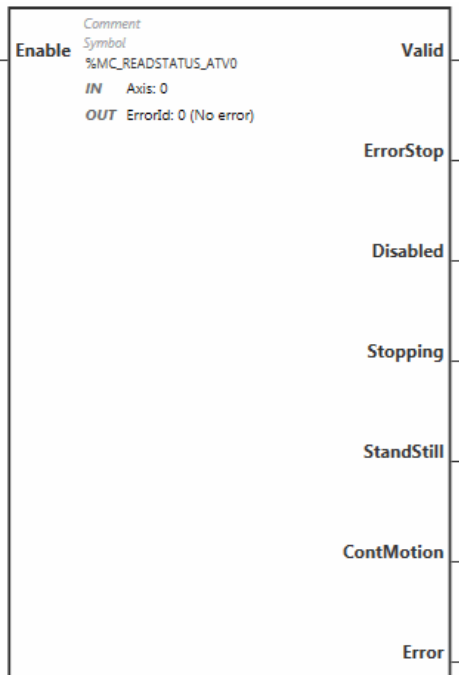 Comment
Enable Symbol Valid
%MC_READSTATUS_ATV0
IN Axis: 0
OUT ErrorId: 0 (No error)
ErrorStop
Disabled
Stopping
StandStill
ContMotion
Error